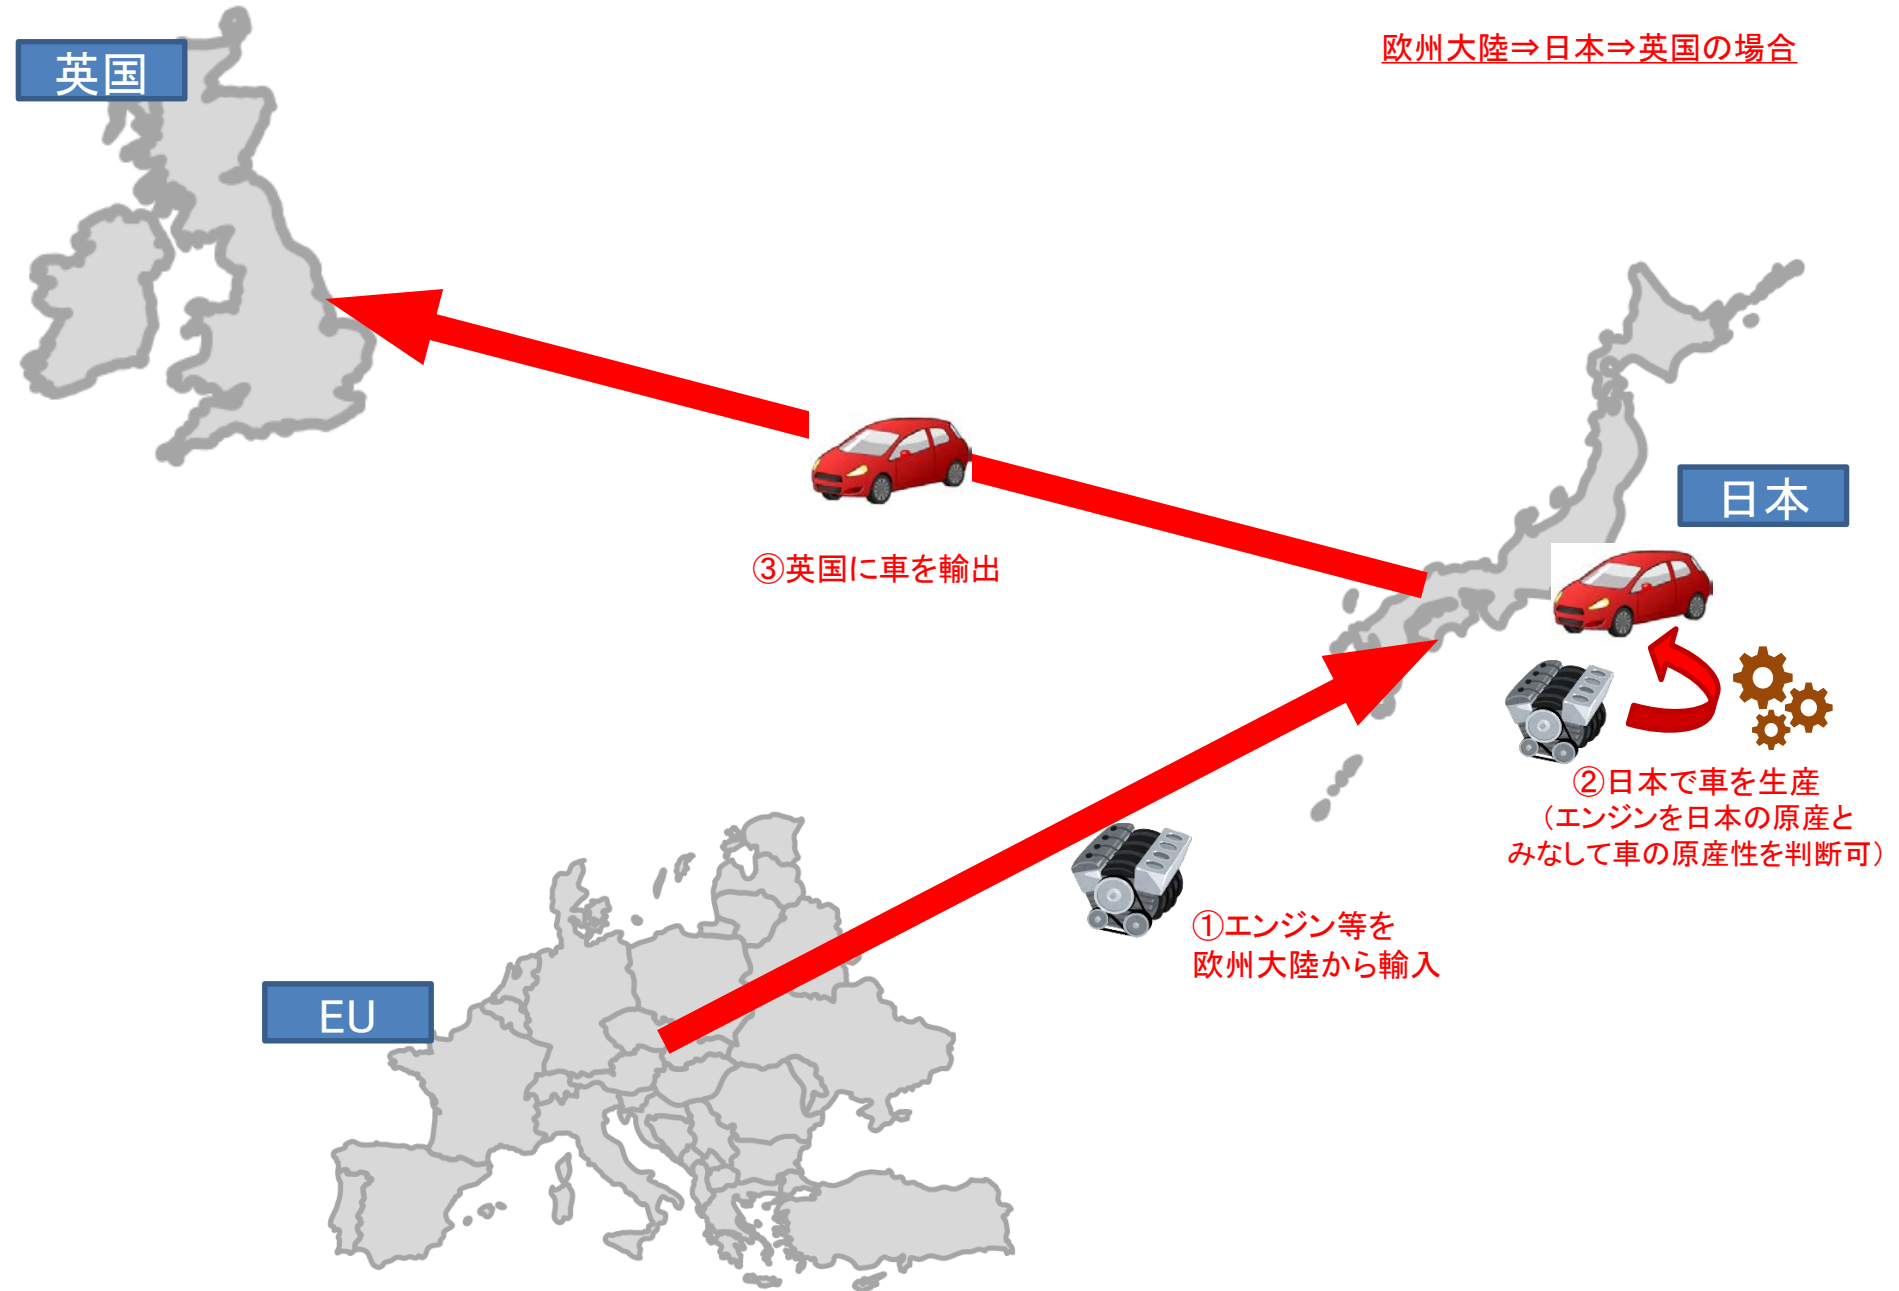 欧州大陸⇒日本⇒英国の場合
英国
日本
③英国に車を輸出
②日本で車を生産
（エンジンを日本の原産と
みなして車の原産性を判断可）
①エンジン等を
欧州大陸から輸入
EU